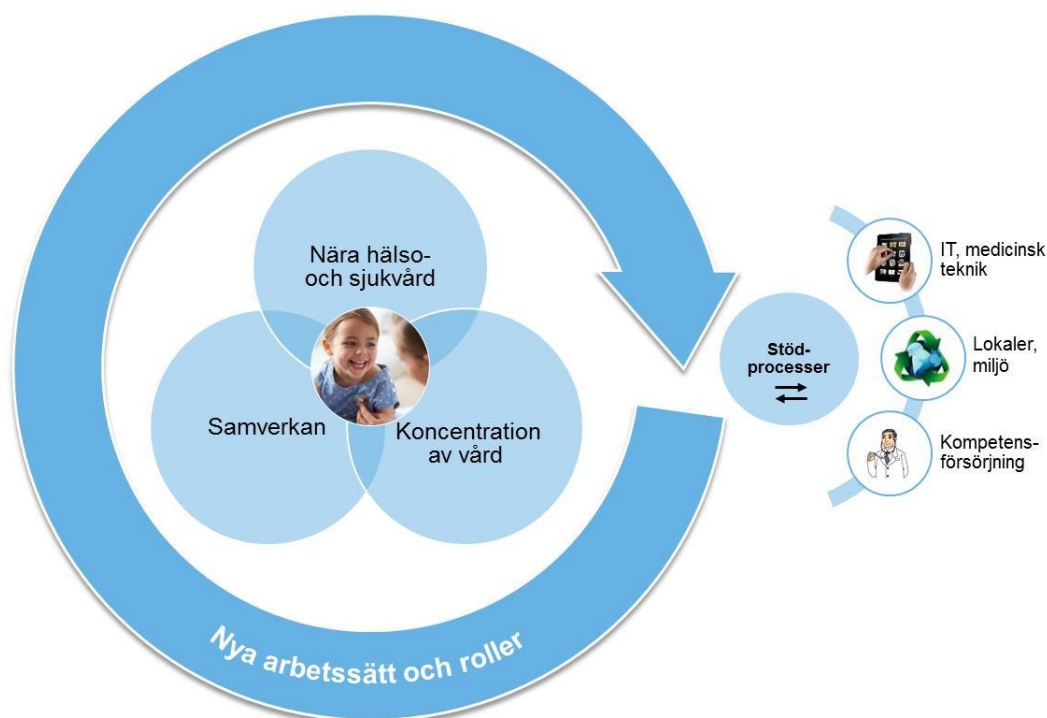 Nära hälso-
och sjukvård
Samverkan
Koncentration
av vård
Nya arbetssätt och roller
Stöd-
processer
IT, medicinsk
teknik
Lokaler,
miljö
Kompetens-
försörjning